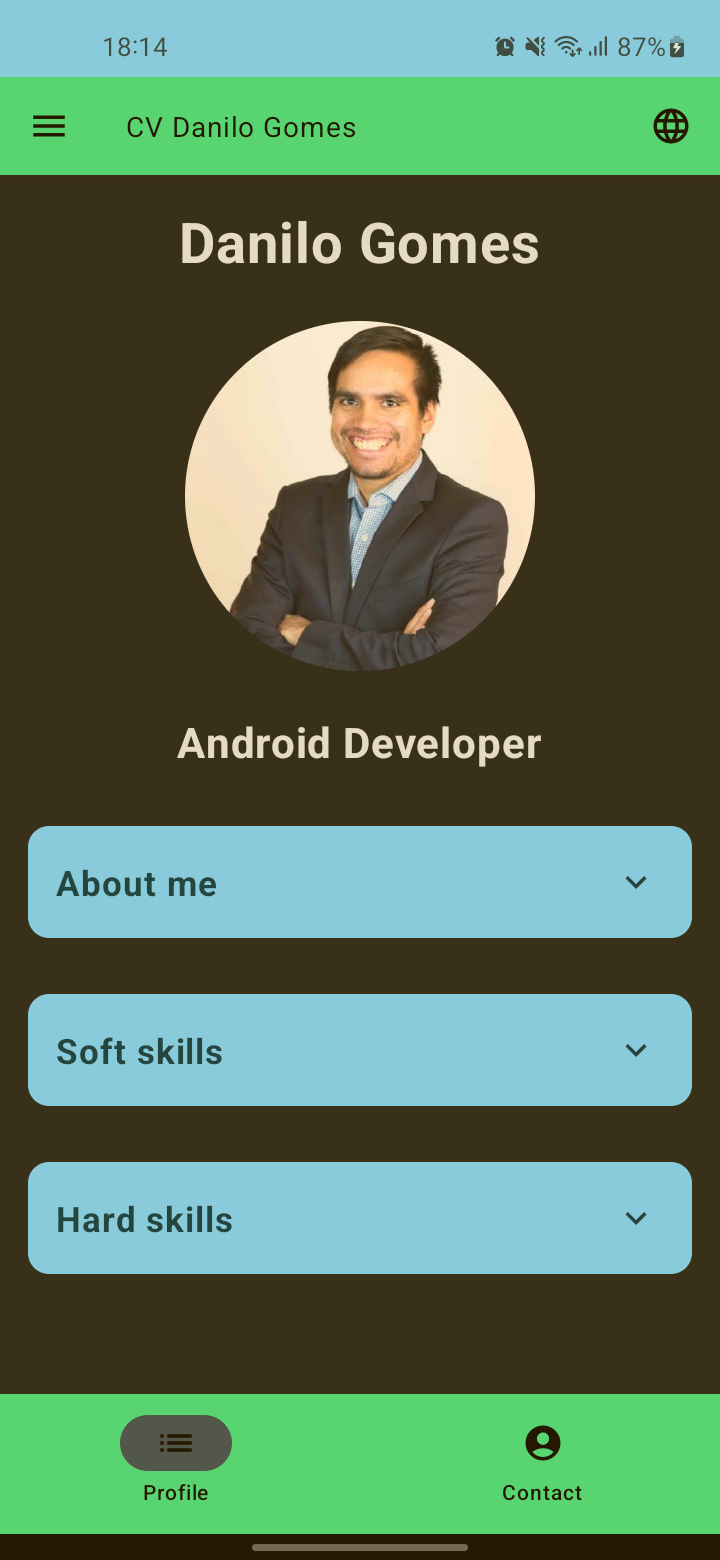 18:14 87%
CV Danilo Gomes
Danilo Gomes
Android Developer
About me
Soft skills
Hard skills
Profile Contact